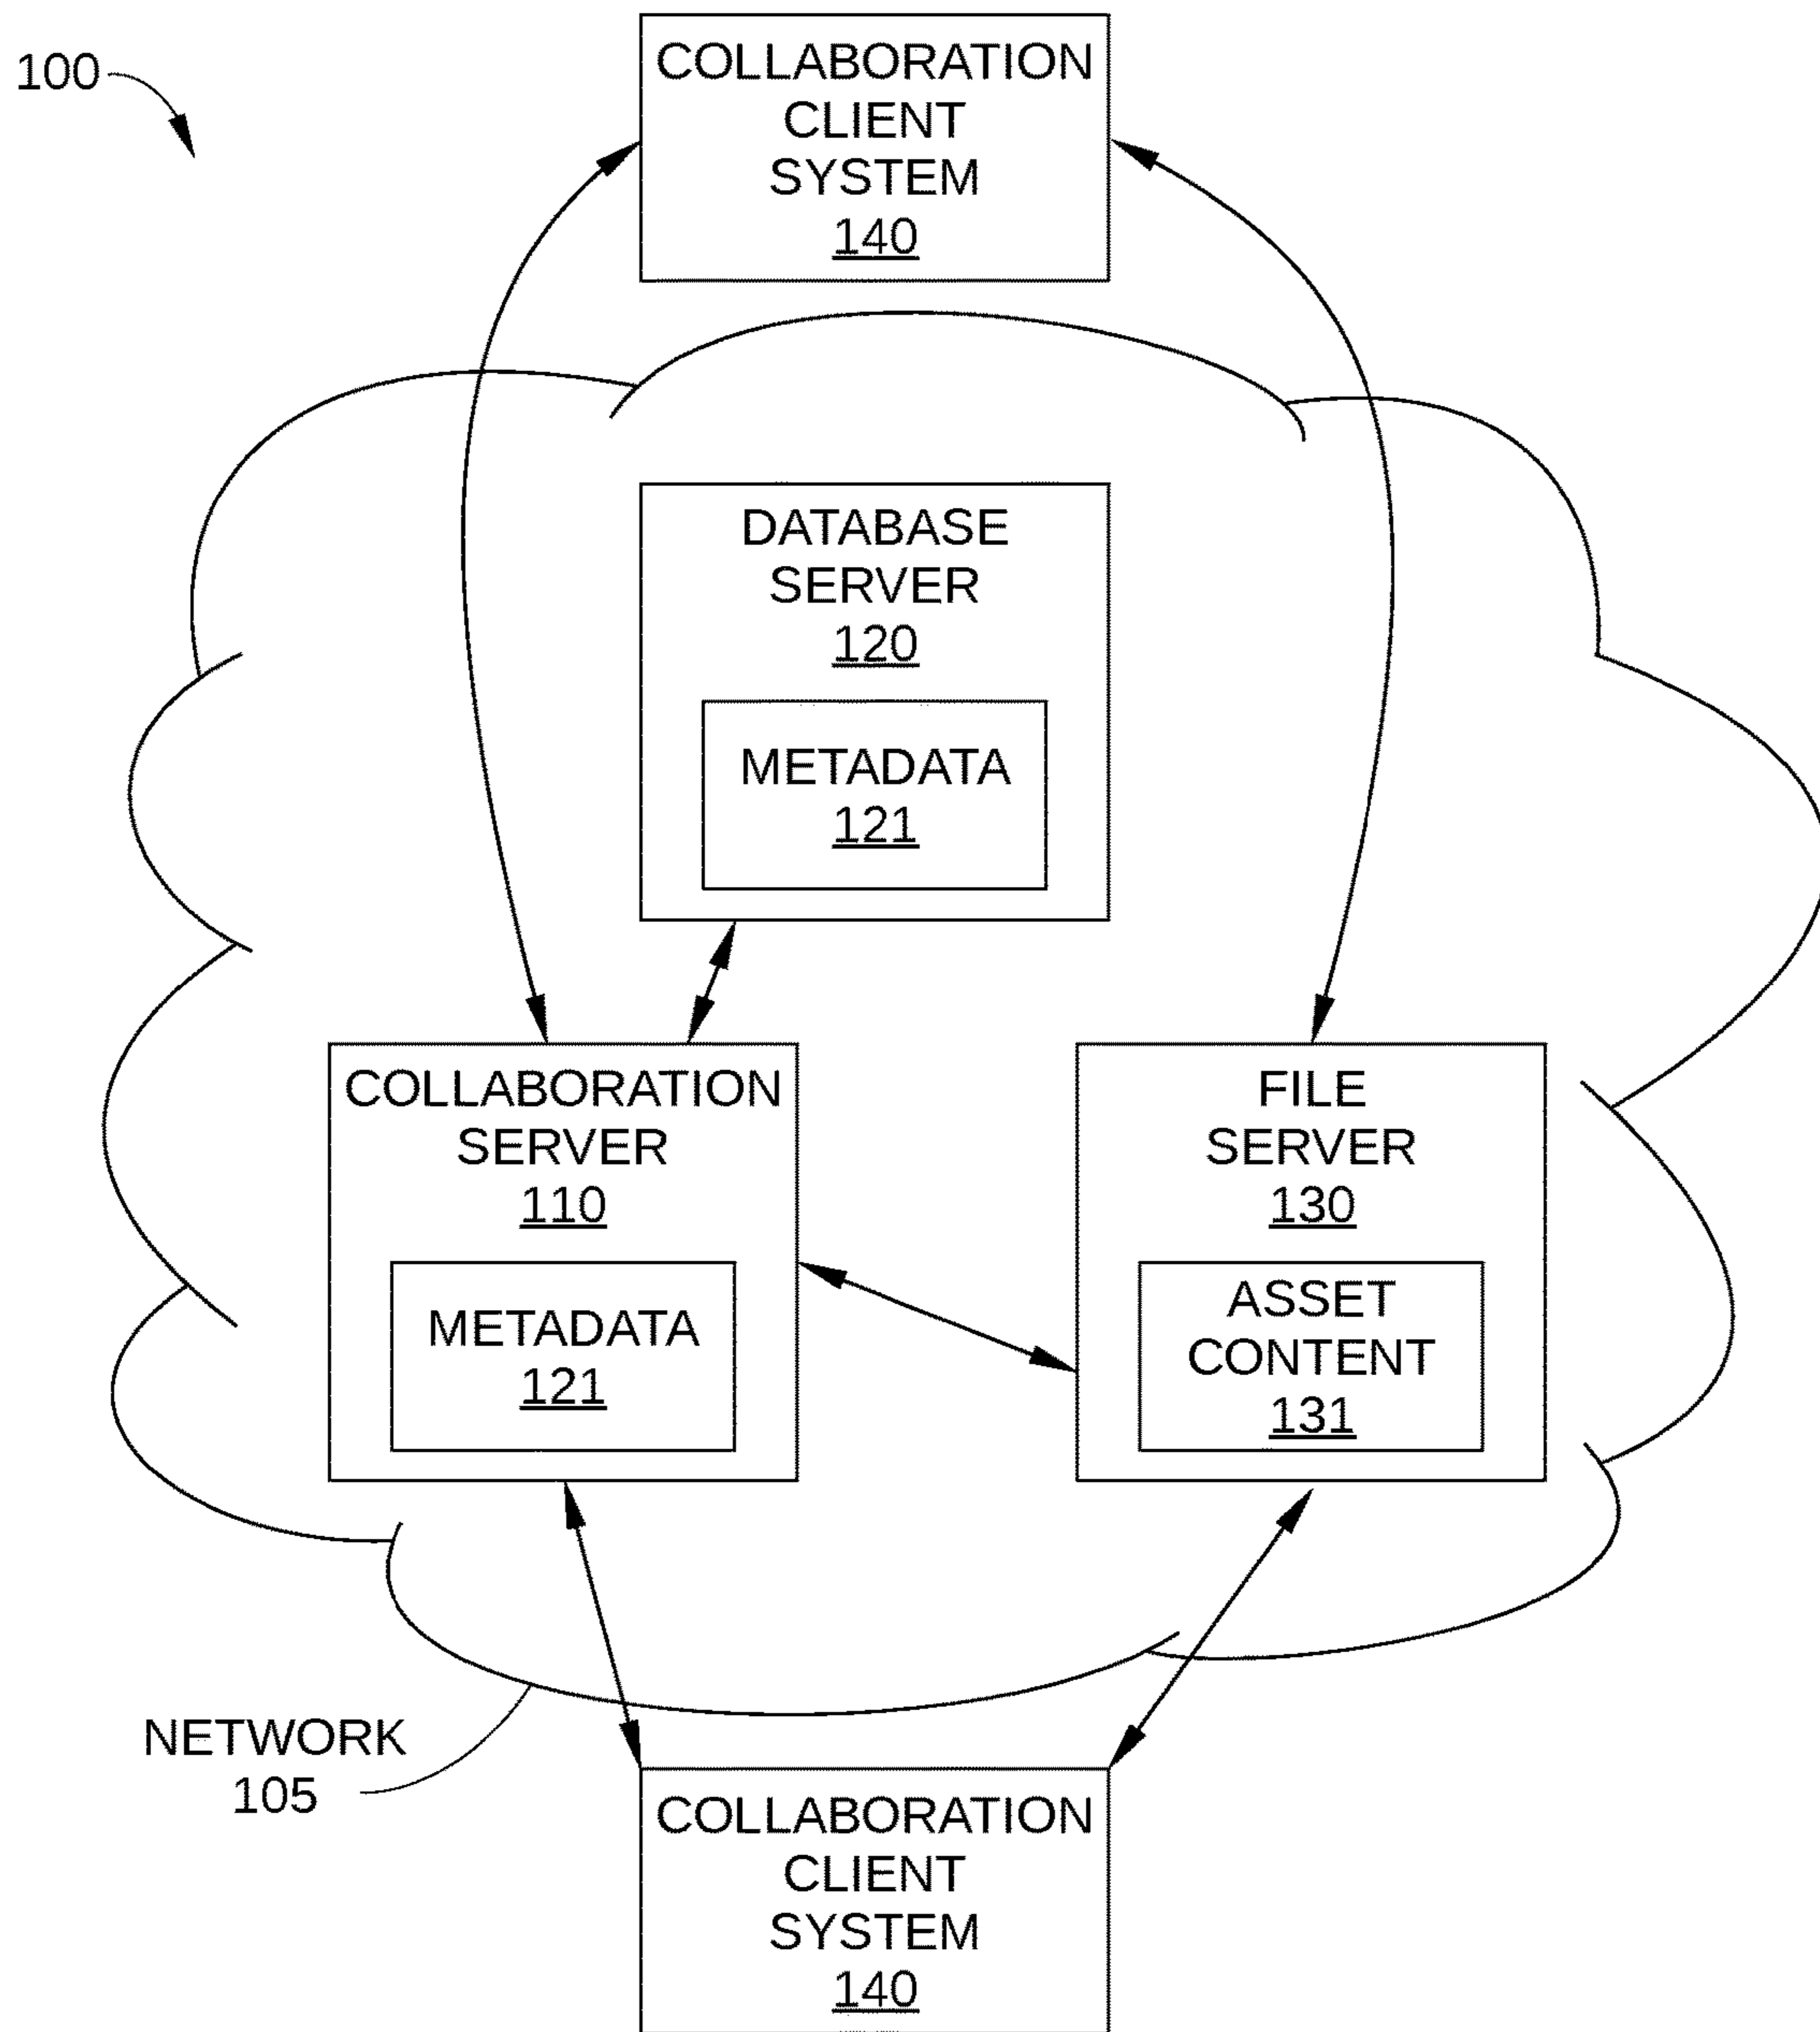 100
COLLABORATION
CLIENT
SYSTEM
140
DATABASE
SERVER
120
METADATA
121
COLLABORATION
SERVER
110
METADATA
121
FILE
SERVER
130
ASSET
CONTENT
131
NETWORK
105
COLLABORATION
CLIENT
SYSTEM
140